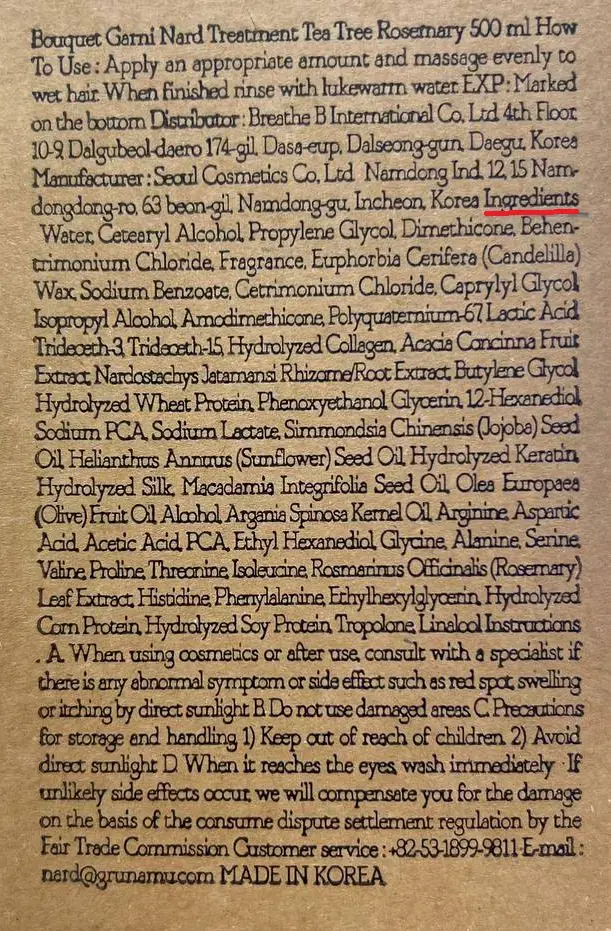 Bouquet Garni Nard Treatment Tea Tree Rosemary 500 ml How
To Use : Apply an appropriate amount and massage evenly to
wet hair. When finished rinse with lukewarm water. EXP : Marked
on the bottom Distributor : Breathe B International Co., Ltd 4th Floor,
10-9, Dalgubeol-daero 174-gil, Dasa-eup, Dalseong-gun, Daegu, Korea
Manufacturer : Seoul Cosmetics Co., Ltd Namdong Ind. 12, 15 Nam-
dongdong-ro, 63 beon-gil, Namdong-gu, Incheon, Korea Ingredients
Water, Cetearyl Alcohol, Propylene Glycol, Dimethicone, Behen-
trimonium Chloride, Fragrance, Euphorbia Cerifera (Candelilla)
Wax, Sodium Benzoate, Cetrimonium Chloride, Caprylyl Glycol,
Isopropyl Alcohol, Amodimethicone, Polyquaternium-67, Lactic Acid,
Trideceth-3, Trideceth-15, Hydrolyzed Collagen, Acacia Concinna Fruit
Extract, Nardostachys Jatamansi Rhizome/Root Extract, Butylene Glycol,
Hydrolyzed Wheat Protein, Phenoxyethanol, Glycerin, 12-Hexanediol,
Sodium PCA, Sodium Lactate, Simmondsia Chinensis (Jojoba) Seed
Oil, Helianthus Annuus (Sunflower) Seed Oil, Hydrolyzed Keratin,
Hydrolyzed Silk, Macadamia Integrifolia Seed Oil, Olea Europaea
(Olive) Fruit Oil, Alcohol, Argania Spinosa Kernel Oil, Arginine, Aspartic
Acid, Acetic Acid, PCA, Ethyl Hexanediol, Glycine, Alanine, Serine,
Valine, Proline, Threonine, Isoleucine, Rosmarinus Officinalis (Rosemary)
Leaf Extract, Histidine, Phenylalanine, Ethylhexylglycerin, Hydrolyzed
Corn Protein, Hydrolyzed Soy Protein, Tropolone, Linalool Instructions
. A. When using cosmetics or after use, consult with a specialist if
there is any abnormal symptom or side effect such as red spot, swelling
or itching by direct sunlight B. Do not use damaged areas C. Precautions
for storage and handling 1) Keep out of reach of children. 2) Avoid
direct sunlight D. When it reaches the eyes, wash immediately · If
unlikely side effects occur, we will compensate you for the damage
on the basis of the consume dispute settlement regulation by the
Fair Trade Commission Customer service : +82-53-1899-9811 E-mail :
nard@grunamu.com MADE IN KOREA